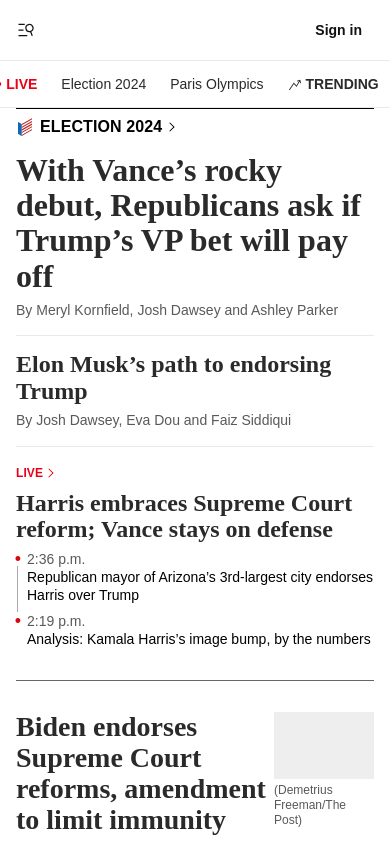 Sign in
LIVE Election 2024 Paris Olympics TRENDING
ELECTION 2024
With Vance’s rocky
debut, Republicans ask if
Trump’s VP bet will pay
off
By Meryl Kornfield, Josh Dawsey and Ashley Parker
Elon Musk’s path to endorsing
Trump
By Josh Dawsey, Eva Dou and Faiz Siddiqui
LIVE
Harris embraces Supreme Court
reform; Vance stays on defense
2:36 p.m.
Republican mayor of Arizona’s 3rd-largest city endorses
Harris over Trump
2:19 p.m.
Analysis: Kamala Harris’s image bump, by the numbers
Biden endorses
Supreme Court
reforms, amendment
to limit immunity
(Demetrius
Freeman/The
Post)